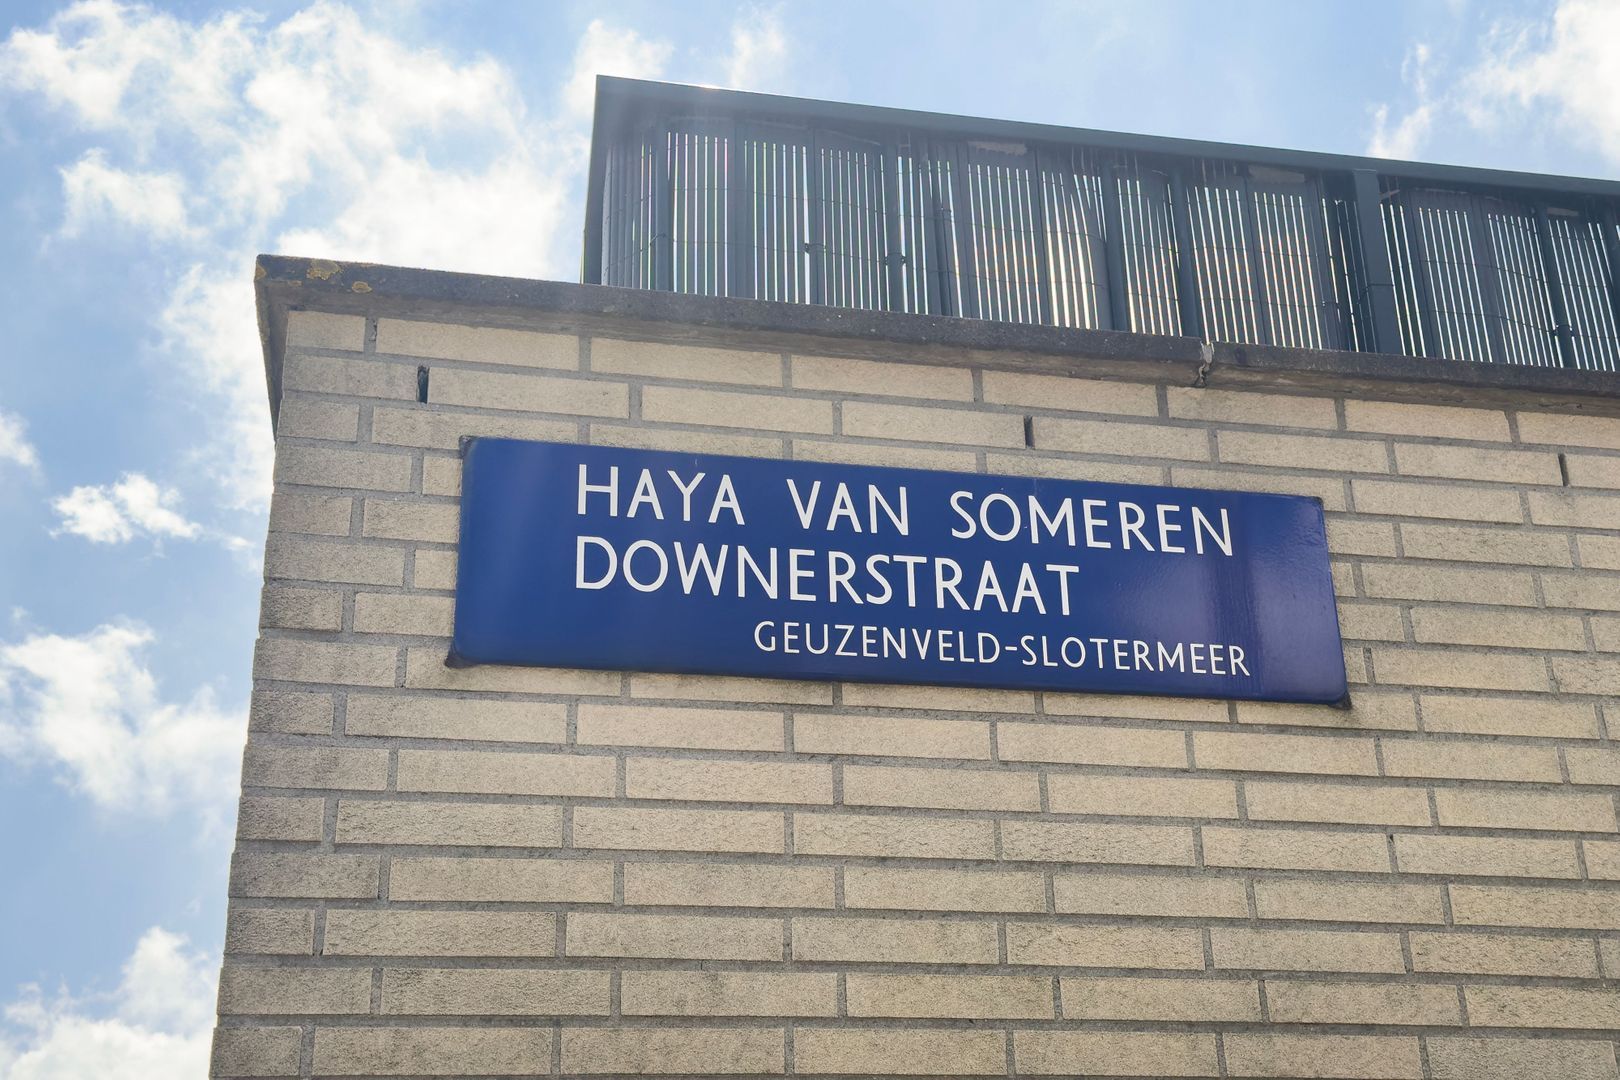 HAYA VAN SOMEREN
DOWNERSTRAAT
GEUZENVELD-SLOTERMEER